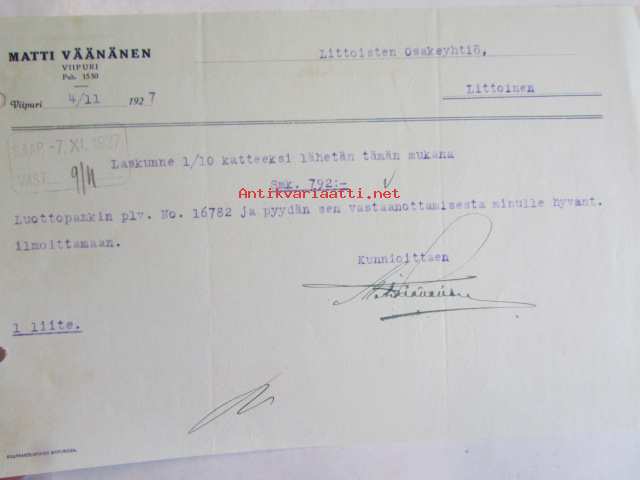 MATTI VÄÄNÄNEN
VIIPURI
Puh. 1550
Viipuri 4/11 1927
Littoisten Osakeyhtiö,
Littoinen
SAAP. -7. XI. 1927
VAST. 9/11
Laskunne 1/10 katteeksi lähetän tämän mukana
Smk. 792:-
Antikvariaatti.net
Luottopankin plv. No. 16782 ja pyydän sen vastaanottamisesta minulle hyvänt.
ilmoittamaan.
Kunnioittaen
1 liite.